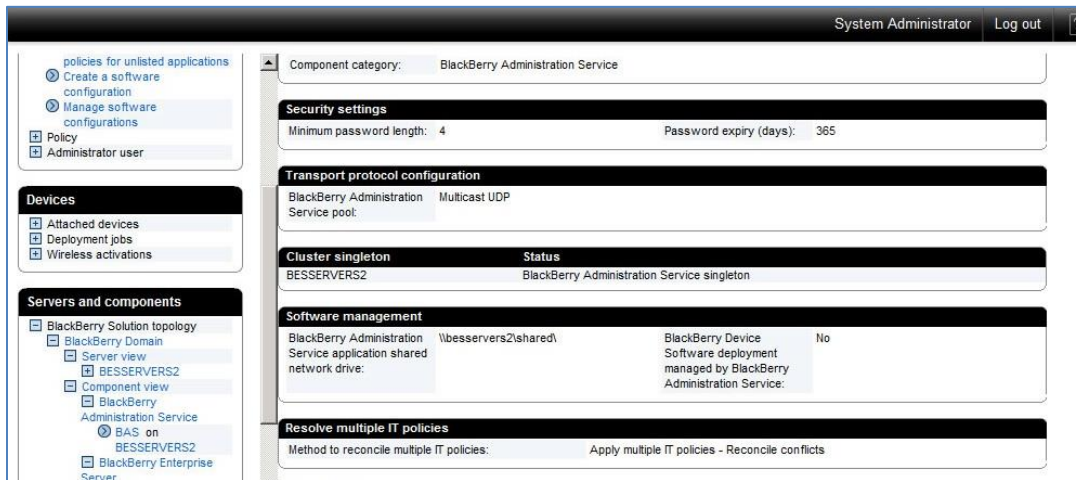 System Administrator Log out
policies for unlisted applications
Create a software
configuration
Manage software
configurations
Policy
Administrator user
Devices
Attached devices
Deployment jobs
Wireless activations
Servers and components
BlackBerry Solution topology
BlackBerry Domain
Server view
BESSERVERS2
Component view
BlackBerry
Administration Service
BAS on
BESSERVERS2
BlackBerry Enterprise
Server
Component category: BlackBerry Administration Service
Security settings
Minimum password length: 4 Password expiry (days): 365
Transport protocol configuration
BlackBerry Administration Multicast UDP
Service pool:
Cluster singleton Status
BESSERVERS2 BlackBerry Administration Service singleton
Software management
BlackBerry Administration \\besservers2\shared\ BlackBerry Device No
Service application shared Software deployment
network drive: managed by BlackBerry
Administration Service:
Resolve multiple IT policies
Method to reconcile multiple IT policies: Apply multiple IT policies - Reconcile conflicts